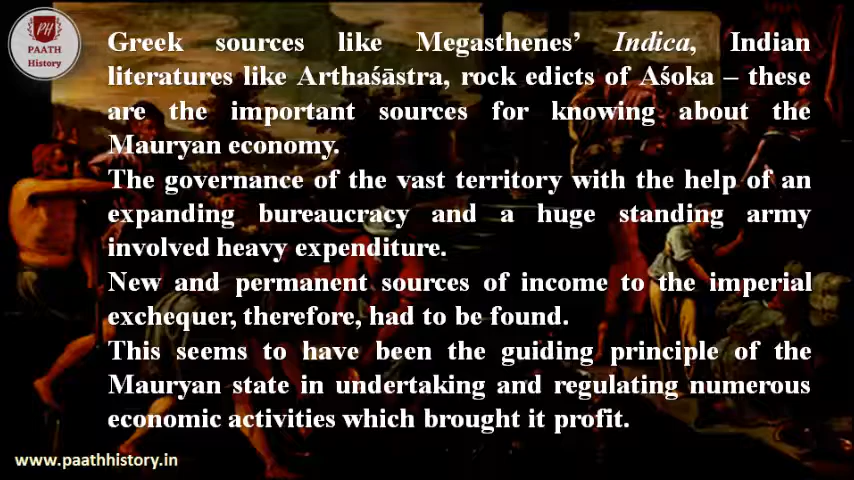 PH
PAATH
History
Greek sources like Megasthenes’ Indica, Indian
literatures like Arthaśāstra, rock edicts of Aśoka – these
are the important sources for knowing about the
Mauryan economy.
The governance of the vast territory with the help of an
expanding bureaucracy and a huge standing army
involved heavy expenditure.
New and permanent sources of income to the imperial
exchequer, therefore, had to be found.
This seems to have been the guiding principle of the
Mauryan state in undertaking and regulating numerous
economic activities which brought it profit.
www.paathhistory.in